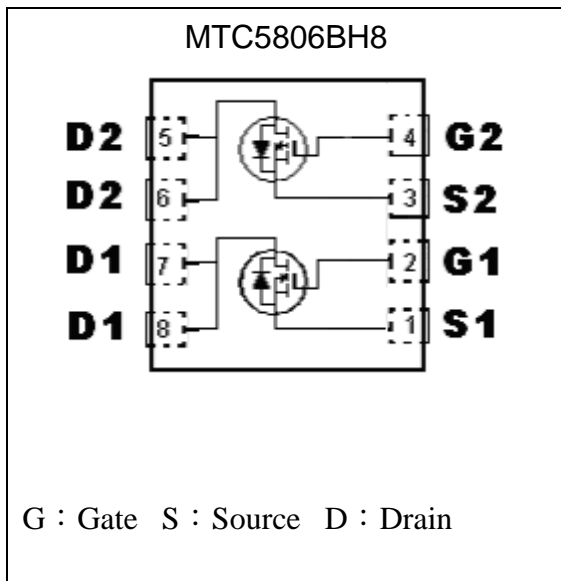 MTC5806BH8
D2 5 4 G2
D2 6 3 S2
D1 7 2 G1
D1 8 1 S1
G：Gate S：Source D：Drain